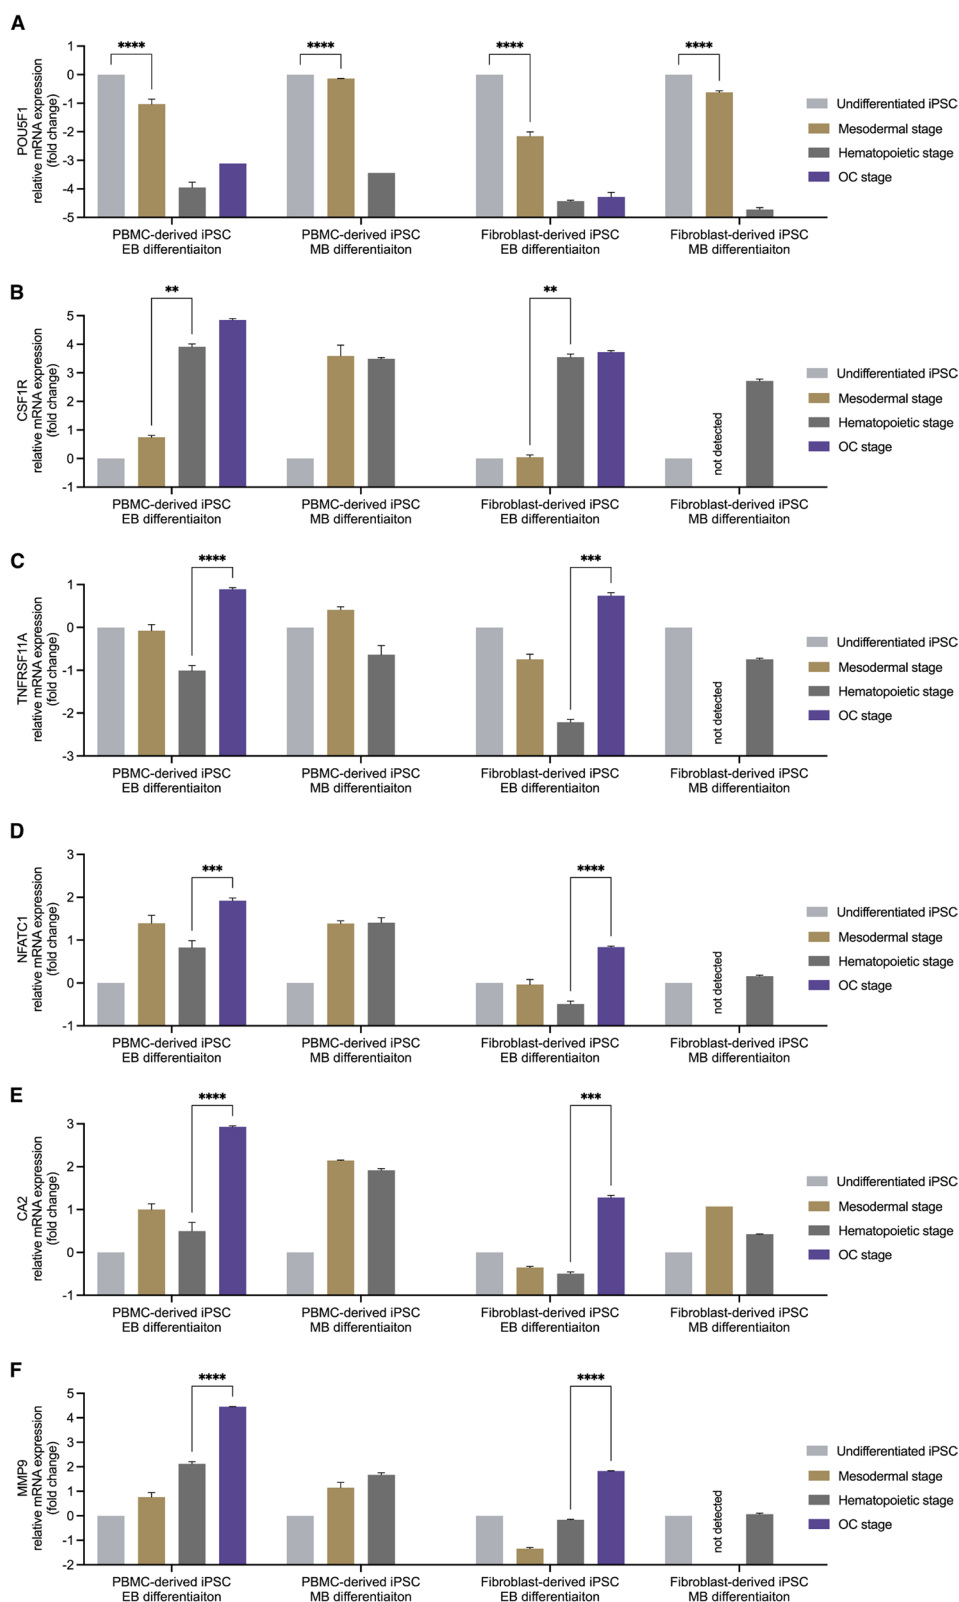 A
POU5F1
relative mRNA expression
(fold change)
1
0
-1
-2
-3
-4
-5
****
****
****
****
PBMC-derived iPSC
EB differentiaiton
PBMC-derived iPSC
MB differentiaiton
Fibroblast-derived iPSC
EB differentiaiton
Fibroblast-derived iPSC
MB differentiaiton
Undifferentiated iPSC
Mesodermal stage
Hematopoietic stage
OC stage
B
CSF1R
relative mRNA expression
(fold change)
5
4
3
2
1
0
-1
**
**
not detected
PBMC-derived iPSC
EB differentiaiton
PBMC-derived iPSC
MB differentiaiton
Fibroblast-derived iPSC
EB differentiaiton
Fibroblast-derived iPSC
MB differentiaiton
Undifferentiated iPSC
Mesodermal stage
Hematopoietic stage
OC stage
C
TNFRSF11A
relative mRNA expression
(fold change)
1
0
-1
-2
-3
****
***
not detected
PBMC-derived iPSC
EB differentiaiton
PBMC-derived iPSC
MB differentiaiton
Fibroblast-derived iPSC
EB differentiaiton
Fibroblast-derived iPSC
MB differentiaiton
Undifferentiated iPSC
Mesodermal stage
Hematopoietic stage
OC stage
D
NFATC1
relative mRNA expression
(fold change)
3
2
1
0
-1
***
****
not detected
PBMC-derived iPSC
EB differentiaiton
PBMC-derived iPSC
MB differentiaiton
Fibroblast-derived iPSC
EB differentiaiton
Fibroblast-derived iPSC
MB differentiaiton
Undifferentiated iPSC
Mesodermal stage
Hematopoietic stage
OC stage
E
CA2
relative mRNA expression
(fold change)
3
2
1
0
-1
****
***
PBMC-derived iPSC
EB differentiaiton
PBMC-derived iPSC
MB differentiaiton
Fibroblast-derived iPSC
EB differentiaiton
Fibroblast-derived iPSC
MB differentiaiton
Undifferentiated iPSC
Mesodermal stage
Hematopoietic stage
OC stage
F
MMP9
relative mRNA expression
(fold change)
5
4
3
2
1
0
-1
-2
****
****
not detected
PBMC-derived iPSC
EB differentiaiton
PBMC-derived iPSC
MB differentiaiton
Fibroblast-derived iPSC
EB differentiaiton
Fibroblast-derived iPSC
MB differentiaiton
Undifferentiated iPSC
Mesodermal stage
Hematopoietic stage
OC stage